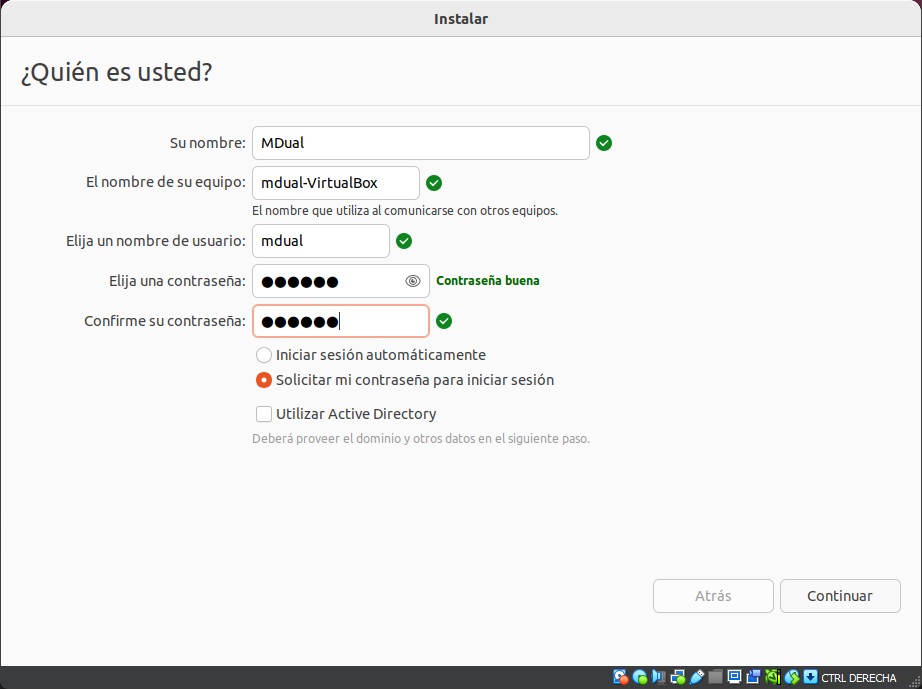 Instalar
¿Quién es usted?
Su nombre: MDual
El nombre de su equipo: mdual-VirtualBox
El nombre que utiliza al comunicarse con otros equipos.
Elija un nombre de usuario: mdual
Elija una contraseña: ●●●●●● Contraseña buena
Confirme su contraseña: ●●●●●●
Iniciar sesión automáticamente
Solicitar mi contraseña para iniciar sesión
Utilizar Active Directory
Deberá proveer el dominio y otros datos en el siguiente paso.
Atrás Continuar
CTRL DERECHA